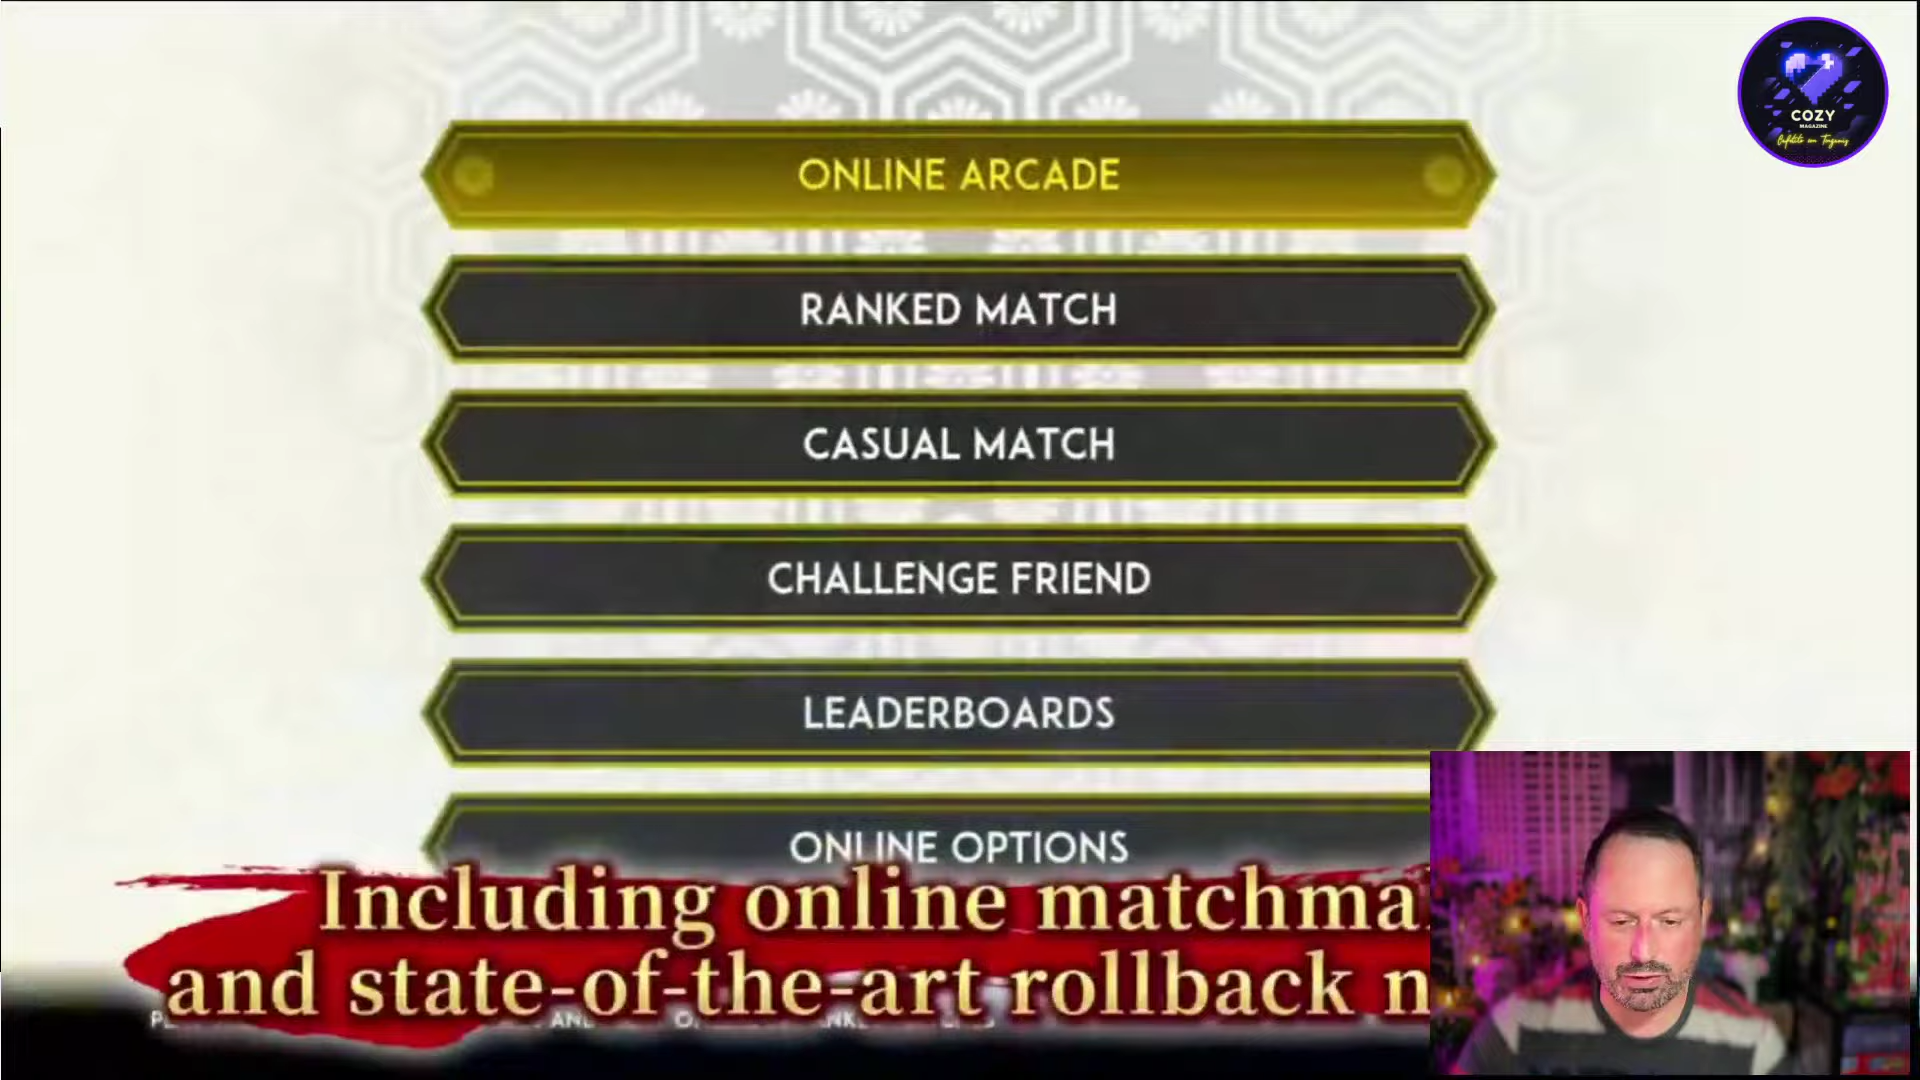 COZY
MAGAZINE
ONLINE ARCADE
RANKED MATCH
CASUAL MATCH
CHALLENGE FRIEND
LEADERBOARDS
ONLINE OPTIONS
Including online matchma
and state-of-the-art rollback n